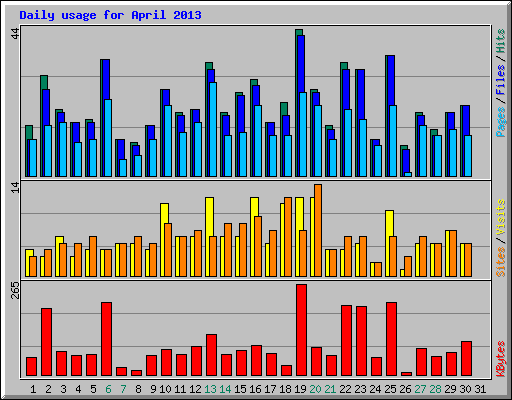 Daily usage for April 2013
44
Pages / Files / Hits
14
Sites / Visits
265
KBytes
1 2 3 4 5 6 7 8 9 10 11 12 13 14 15 16 17 18 19 20 21 22 23 24 25 26 27 28 29 30 31